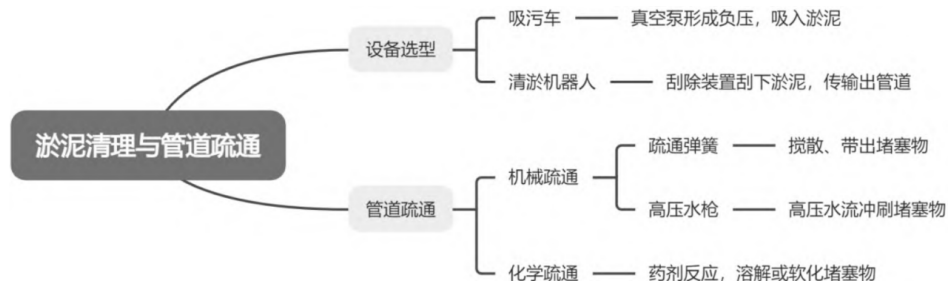 淤泥清理与管道疏通
设备选型
吸污车
真空泵形成负压，吸入淤泥
清淤机器人
刮除装置刮下淤泥，传输出管道
管道疏通
机械疏通
疏通弹簧
搅散、带出堵塞物
高压水枪
高压水流冲刷堵塞物
化学疏通
药剂反应，溶解或软化堵塞物